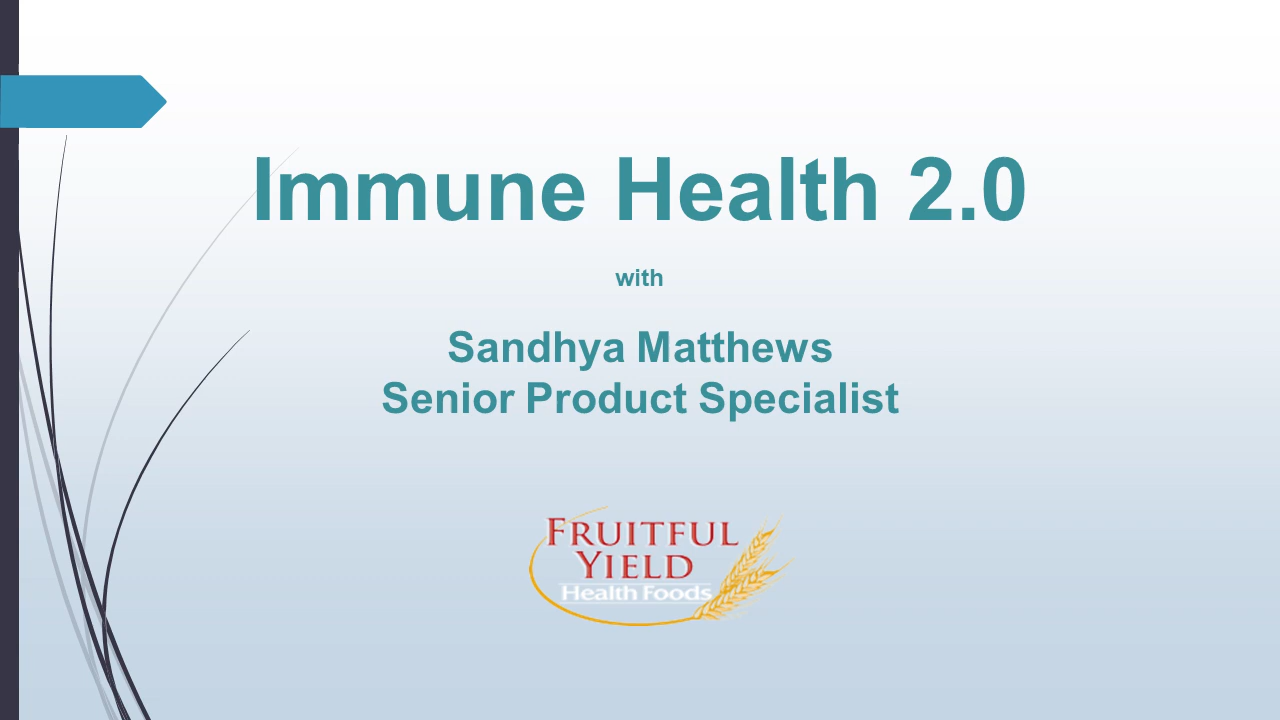 Immune Health 2.0
with
Sandhya Matthews
Senior Product Specialist
FRUITFUL
YIELD
Health Foods